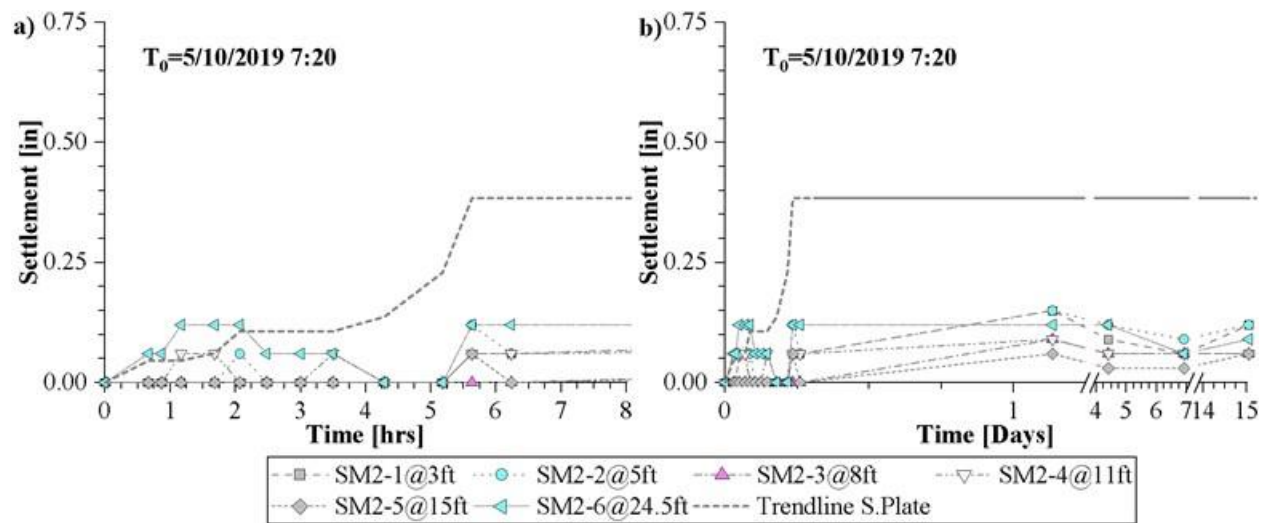 a)
T0=5/10/2019 7:20
Settlement [in]
0.75
0.50
0.25
0.00
0 1 2 3 4 5 6 7 8
Time [hrs]
b)
T0=5/10/2019 7:20
Settlement [in]
0.75
0.50
0.25
0.00
0 1 4 5 6 7 14 15
Time [Days]
SM2-1@3ft SM2-2@5ft SM2-3@8ft SM2-4@11ft
SM2-5@15ft SM2-6@24.5ft Trendline S.Plate